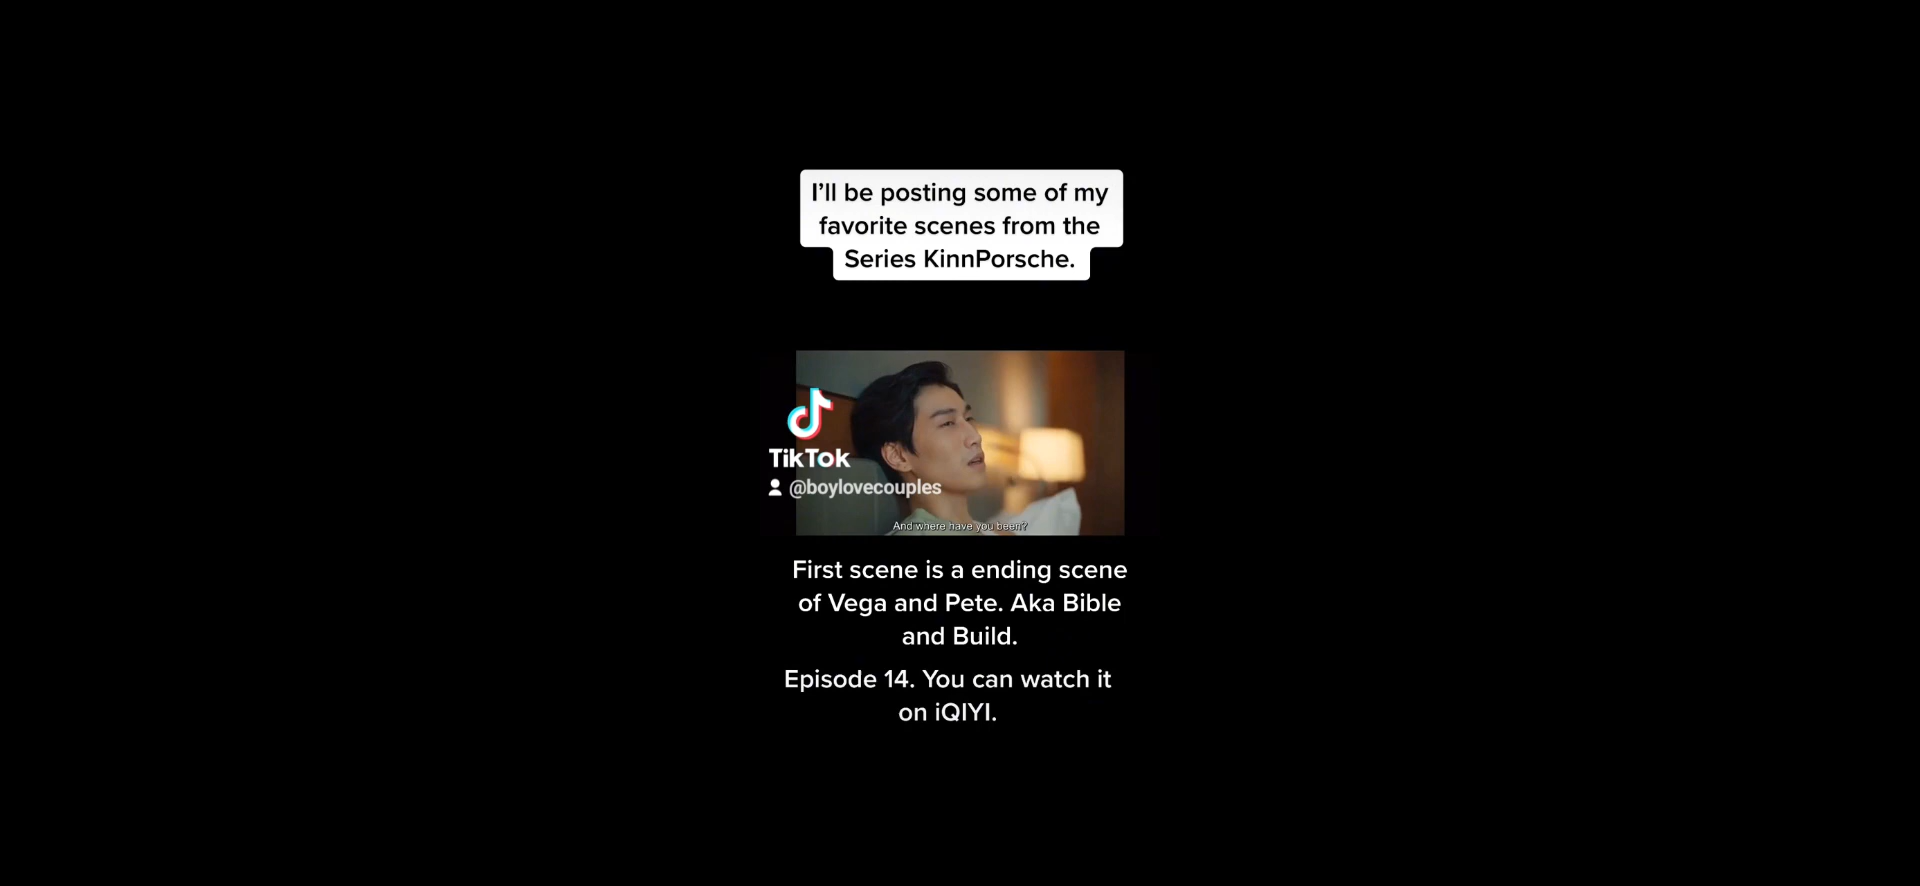 I’ll be posting some of my
favorite scenes from the
Series KinnPorsche.
TikTok
@boylovecouples
And where have you been?
First scene is a ending scene
of Vega and Pete. Aka Bible
and Build.
Episode 14. You can watch it
on iQIYI.